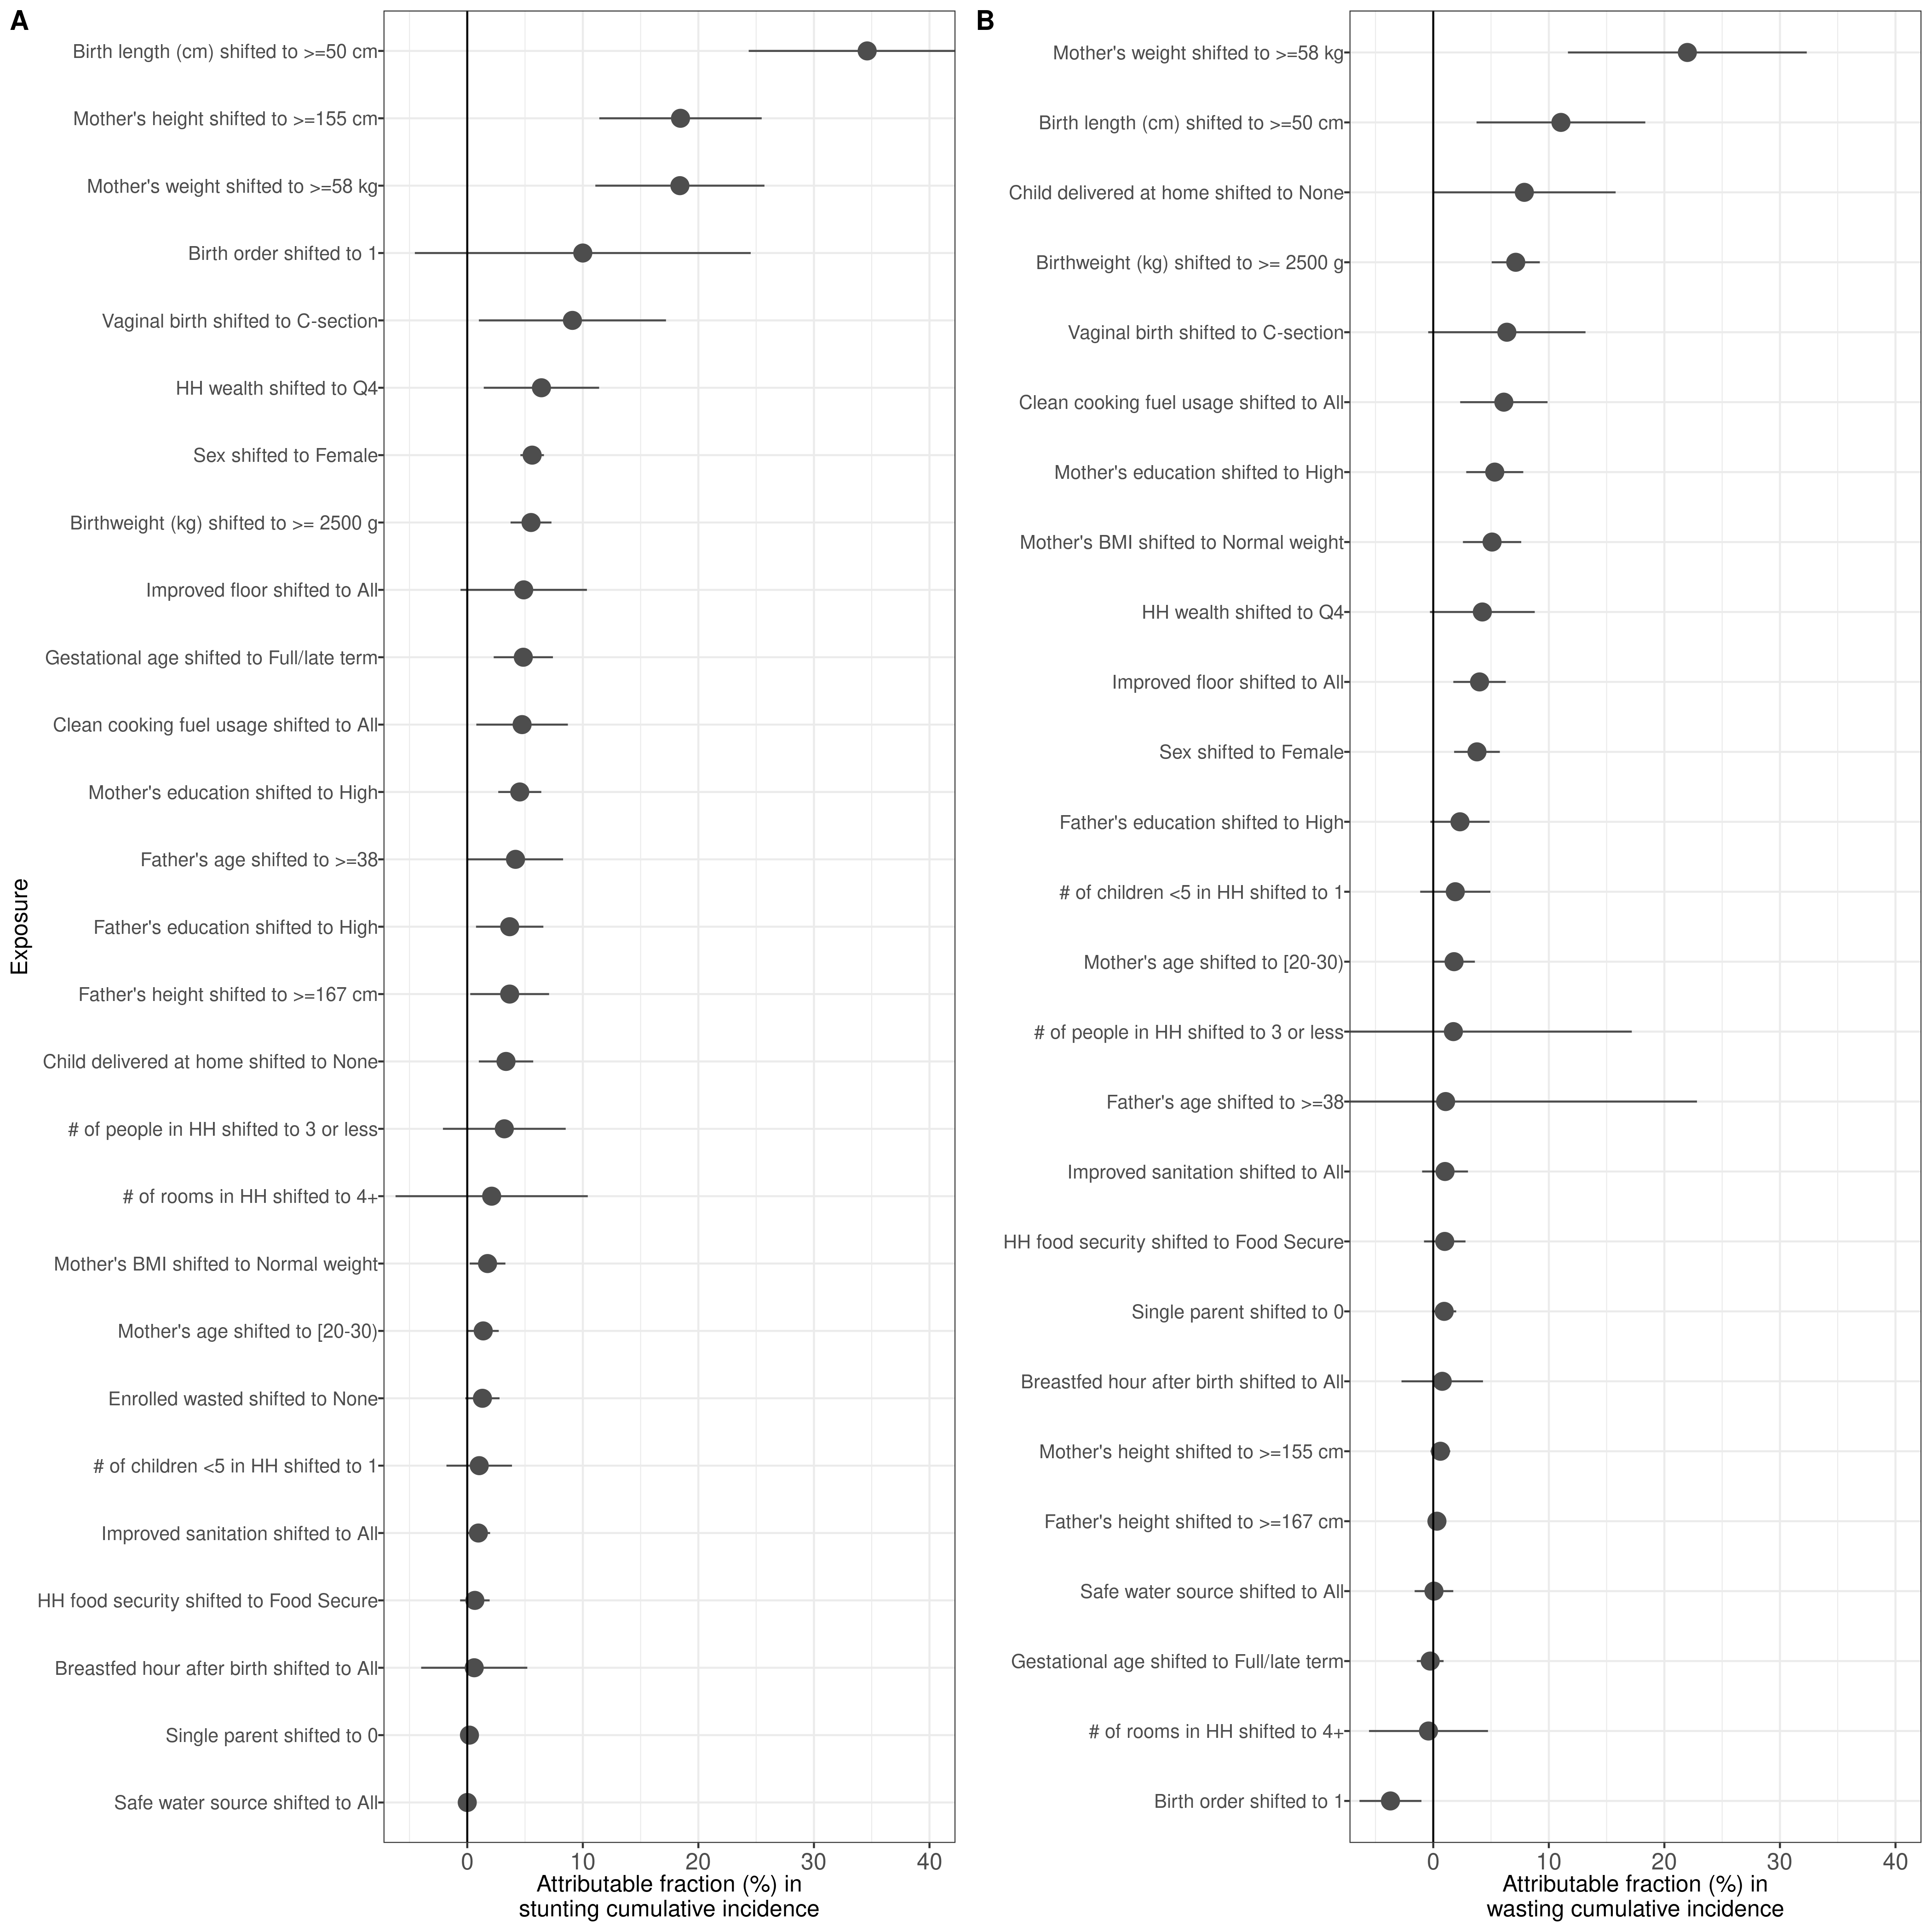 A
Exposure
Birth length (cm) shifted to >=50 cm
Mother's height shifted to >=155 cm
Mother's weight shifted to >=58 kg
Birth order shifted to 1
Vaginal birth shifted to C-section
HH wealth shifted to Q4
Sex shifted to Female
Birthweight (kg) shifted to >= 2500 g
Improved floor shifted to All
Gestational age shifted to Full/late term
Clean cooking fuel usage shifted to All
Mother's education shifted to High
Father's age shifted to >=38
Father's education shifted to High
Father's height shifted to >=167 cm
Child delivered at home shifted to None
# of people in HH shifted to 3 or less
# of rooms in HH shifted to 4+
Mother's BMI shifted to Normal weight
Mother's age shifted to [20-30)
Enrolled wasted shifted to None
# of children <5 in HH shifted to 1
Improved sanitation shifted to All
HH food security shifted to Food Secure
Breastfed hour after birth shifted to All
Single parent shifted to 0
Safe water source shifted to All
0 10 20 30 40
Attributable fraction (%) in
stunting cumulative incidence
B
Mother's weight shifted to >=58 kg
Birth length (cm) shifted to >=50 cm
Child delivered at home shifted to None
Birthweight (kg) shifted to >= 2500 g
Vaginal birth shifted to C-section
Clean cooking fuel usage shifted to All
Mother's education shifted to High
Mother's BMI shifted to Normal weight
HH wealth shifted to Q4
Improved floor shifted to All
Sex shifted to Female
Father's education shifted to High
# of children <5 in HH shifted to 1
Mother's age shifted to [20-30)
# of people in HH shifted to 3 or less
Father's age shifted to >=38
Improved sanitation shifted to All
HH food security shifted to Food Secure
Single parent shifted to 0
Breastfed hour after birth shifted to All
Mother's height shifted to >=155 cm
Father's height shifted to >=167 cm
Safe water source shifted to All
Gestational age shifted to Full/late term
# of rooms in HH shifted to 4+
Birth order shifted to 1
0 10 20 30 40
Attributable fraction (%) in
wasting cumulative incidence